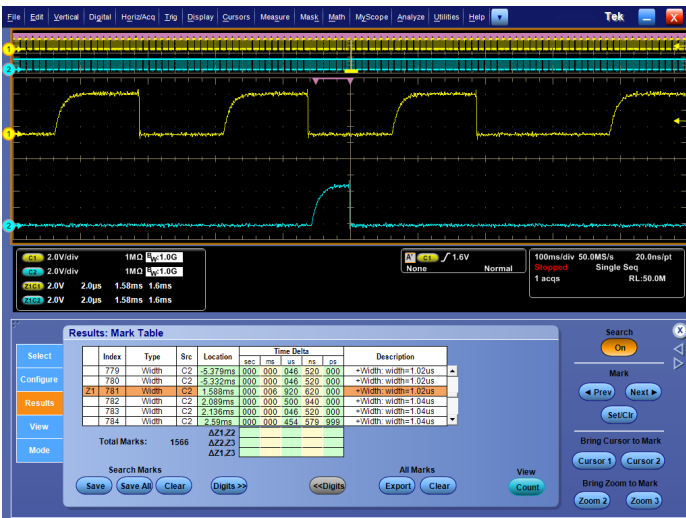 File Edit Vertical Digital Horiz/Acq Trig Display Cursors Measure Mask Math MyScope Analyze Utilities Help Tek X
1
2
1
2
C1 2.0V/div 1MΩ BW:1.0G A' C1 1.6V 100ms/div 50.0MS/s 20.0ns/pt
C2 2.0V/div 1MΩ BW:1.0G None Normal Stopped Single Seq
Z1C1 2.0V 2.0µs 1.58ms 1.6ms 1 acqs RL:50.0M
Z1C2 2.0V 2.0µs 1.58ms 1.6ms
Results: Mark Table
Select
Configure
Results
View
Mode
Index Type Src Location Time Delta Description
sec ms us ns ps
779 Width C2 -5.379ms 000 000 046 520 000 +Width: width=1.02us
780 Width C2 -5.332ms 000 000 046 520 000 +Width: width=1.02us
Z1 781 Width C2 1.588ms 000 006 920 620 000 +Width: width=1.02us
782 Width C2 2.089ms 000 000 500 940 000 +Width: width=1.04us
783 Width C2 2.136ms 000 000 046 520 000 +Width: width=1.04us
784 Width C2 2.59ms 000 000 454 579 999 +Width: width=1.04us
Total Marks: 1566
ΔZ1,Z2
ΔZ2,Z3
ΔZ1,Z3
Search Marks
Save Save All Clear Digits >> <<Digits
All Marks
Export Clear
View
Count
Search
On
X
Mark
Prev Next
Set/Clr
Bring Cursor to Mark
Cursor 1 Cursor 2
Bring Zoom to Mark
Zoom 2 Zoom 3